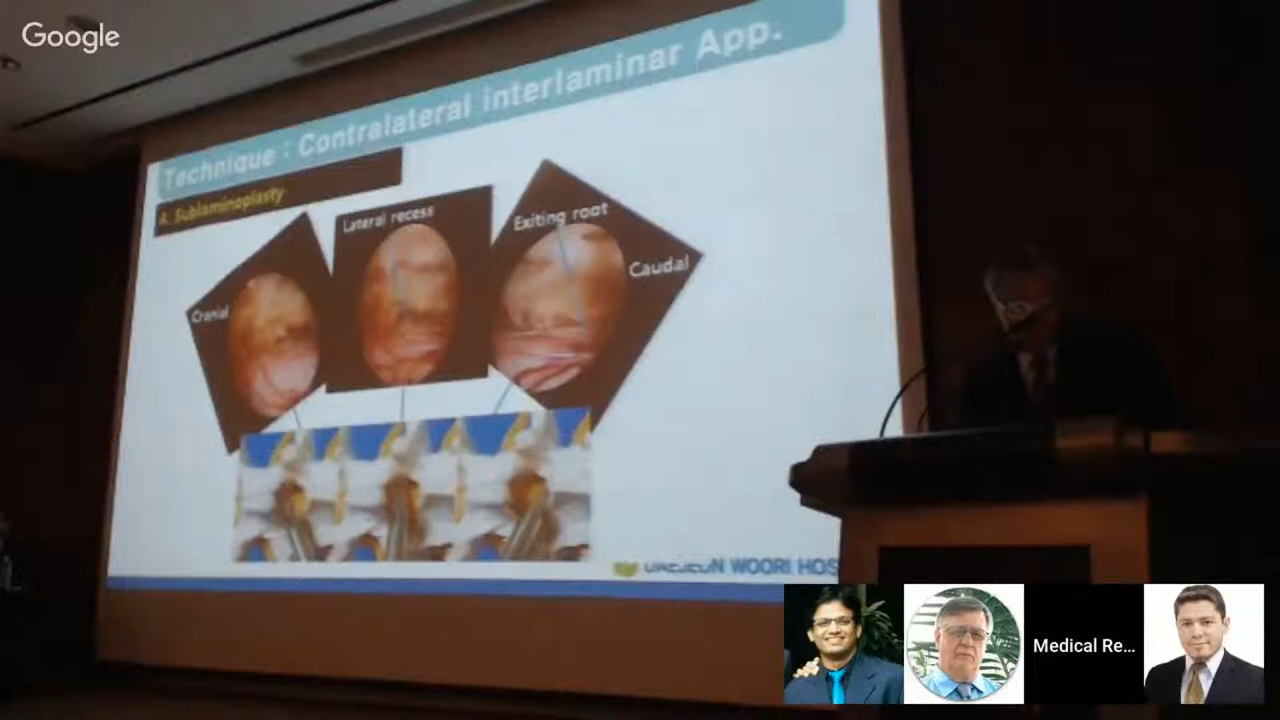 Google
Technique : Contralateral interlaminar App.
A. Sublaminoplasty
Lateral recess
Exiting root
Caudal
Cranial
WOORI HOS
Medical Re...